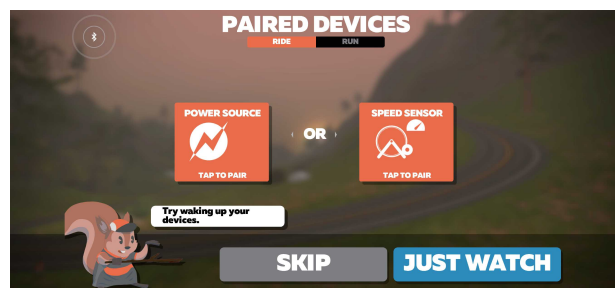 PAIRED DEVICES
RIDE
RUN
POWER SOURCE
TAP TO PAIR
OR
SPEED SENSOR
TAP TO PAIR
Try waking up your
devices.
SKIP
JUST WATCH